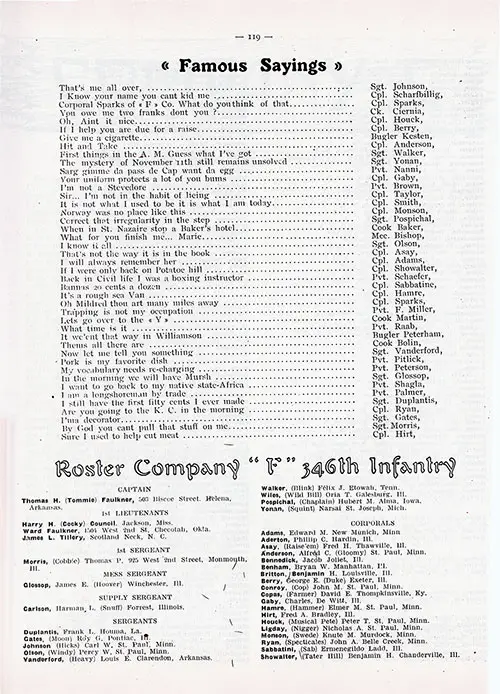 — 119 —
« Famous Sayings »
That's me all over, Sgt. Johnson,
I Know your name you cant kid me Cpl. Scharfbillig,
Corporal Sparks of « F » Co. What do you think of that Cpl. Sparks,
You owe me two franks dont you ? Ck. Ciernia,
Oh, Aint it nice Cpl. Houck,
If I help you are due for a raise Cpl. Berry,
Give me a cigarette Bugler Kesten,
Hit and Take Cpl. Anderson,
First things in the A. M. Guess what I've got Sgt. Walker,
The mystery of November 11th still remains unsolved Sgt. Yonan,
Sarg gimme da pass de Cap want da egg Pvt. Nanni,
Your uniform protects a lot of you bums Cpl. Gaby,
I'm not a Stevedore Pvt. Brown,
Sir... I'm not in the habit of being Cpl. Taylor,
It is not what I used to be it is what I am today Cpl. Smith,
Norway was no place like this Cpl. Monson,
Correct that irregularity in the step Sgt. Pospichal,
When in St. Nazaire stop a Baker's hotel Cook Baker,
What for you finish me... Marie Mec. Bishop,
I know it all Sgt. Olson,
That's not the way it is in the book Cpl. Asay,
I will always remember her Cpl. Adams,
If I were only back on Potatoe hill Cpl. Showalter,
Back in Civil life I was a boxing instructor Pvt. Schaefer,
Bannas 20 cents a dozen Cpl. Sabbatine,
It's a rough sea Van Cpl. Hamre,
Oh Mildred thou art many miles away Cpl. Sparks,
Trapping is not my occupation Pvt. F. Miller,
Lets go over to the « Y » Cook Martin,
What time is it Pvt. Raab,
It we'ent that way in Williamson Bugler Peterham,
Thems all there are Cook Bolin,
Now let me tell you something Sgt. Vanderford,
Pork is my favorite dish Pvt. Pitlick,
My vocabulary needs re-charging Pvt. Peterson,
In the morning we will have Mursh Sgt. Glossop,
I want to go back to my native state-Africa Pvt. Shagla,
I am a longshoreman by trade Pvt. Palmer,
I still have the first fifty cents I ever made Sgt. Duplantis,
Are you going to the K. C. in the morning Cpl. Ryan,
I'ma decorator Sgt. Gates,
By God you cant pull that stuff on me Sgt. Morris,
Sure I used to help cut meat Cpl. Hirt,
Roster Company “ F ” 346th Infantry
CAPTAIN
Thomas H. (Tommie) Faulkner, 503 Biscoe Street. Helena,
Arkansas.
1st LIEUTENANTS
Harry H. (Cocky) Council, Jackson, Miss.
Ward Faulkner, 1501 West 2nd St, Checotah, Okla.
James L. Tillery, Scotland Neck, N. C.
1st SERGEANT
Morris, (Cobbie) Thomas P. 925 West 2nd Street, Monmouth,
Ill.
MESS SERGEANT
Glossop, James E. (Hoover) Winchester, Ill.
SUPPLY SERGEANT
Carlson, Harman, L. (Snuff) Forrest, Illinois.
SERGEANTS
Duplantis, Frank L. Houma, La.
Gates, (Moon) Roly G, Pontiac, Ill.
Johnson (Hicks) Carl W. St. Paul, Minn.
Olson, (Windy) Percy W. St. Paul, Minn.
Vanderford, (Heavy) Louis E. Clarendon, Arkansas.
Walker, (Blink) Félix J. Etowah, Tenn.
Wiles, (Wild Bill) Oria T. Galesburg, Ill.
Pospichal, (Chaplain) Hubert M. Alma, Iowa.
Yonan, (Squint) Narsai St. Joseph, Mich.
CORPORALS
Adams, Edward M. New Munich, Minn
Aderton, Phillip C. Hardin, Ill.
Asay, (Raise'em) Fred H. Thawville, Ill.
Anderson, Alfred C. (Gloomy) St. Paul, Minn.
Bennedick, Jacob Joliet, Ill.
Benham, Bryan W. Manhattan, Ill.
Britton, Benjamin H. Louisville, Ill.
Berry, George E. (Duke) Exeter, Ill.
Conroy, (Cop) John M. St. Paul, Minn.
Copas, (Farmer) David E. Thompkinsville, Ky.
Gaby, Charles, De Witt, Ill.
Hamre, (Hammer) Elmer M. St. Paul, Minn.
Hirt, Fred A. Bradley, Ill.
Houck, (Musical Pete) Peter T. St. Paul, Minn.
Ligday, (Nigger) Nicholas A. St. Paul, Minn.
Monson, (Swede) Knute M. Murdock, Minn.
Ryan, (Specticales) John A. Belle Creek, Minn.
Sabbatini, (Sab) Ermenegildo Ladd, Ill.
Showalter, (Tater Hill) Benjamin H. Chanderville, Ill.